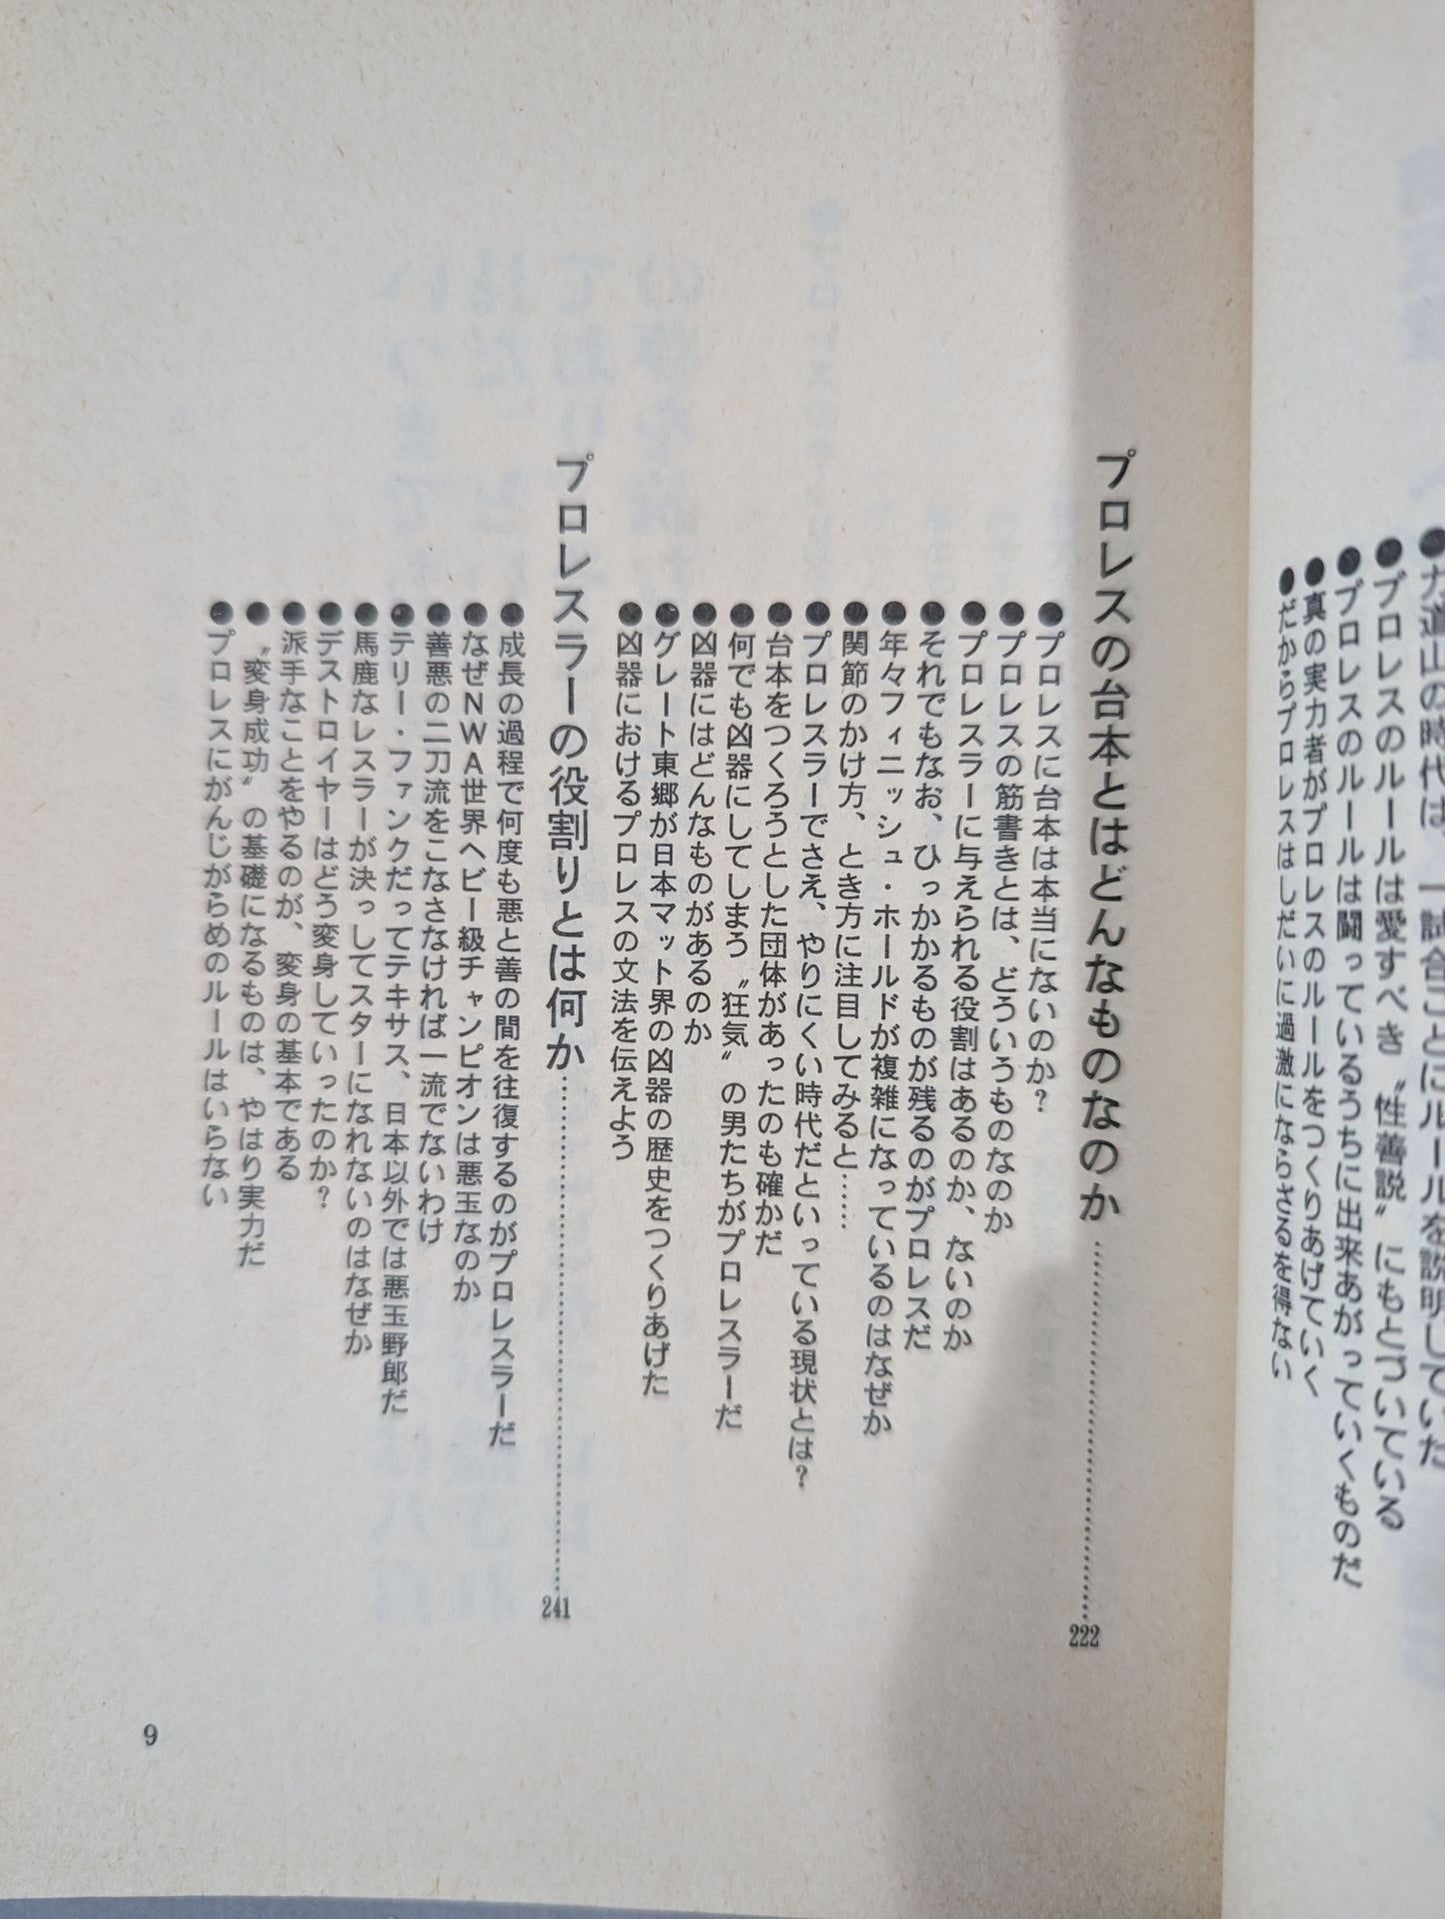 力道山の時代は、一試合ごとにルールを説明していた
●プロレスのルールは愛すべき〝性善説〟にもとづいている
●プロレスのルールは闘っているうちに出来あがっていくものだ
●真の実力者がプロレスのルールをつくりあげていく
●だからプロレスはしだいに過激にならざるを得ない
プロレスの台本とはどんなものなのか……………………222
●プロレスに台本は本当にないのか?
●プロレスの筋書きとは、どういうものなのか
●プロレスラーに与えられる役割はあるのか、ないのか
●それでもなお、ひっかかるものが残るのがプロレスだ
●年々フィニッシュ・ホールドが複雑になっているのはなぜか
●関節のかけ方、とき方に注目してみると……
●プロレスラーでさえ、やりにくい時代だといっている現状とは?
●台本をつくろうとした団体があったのも確かだ
●何でも凶器にしてしまう〝狂気〟の男たちがプロレスラーだ
●凶器にはどんなものがあるのか
●グレート東郷が日本マット界の凶器の歴史をつくりあげた
●凶器におけるプロレスの文法を伝えよう
プロレスラーの役割りとは何か……………………………241
●成長の過程で何度も悪と善の間を往復するのがプロレスラーだ
●なぜNWA世界ヘビー級チャンピオンは悪玉なのか
●善悪の二刀流をこなさなければ一流でないわけ
●テリー・ファンクだってテキサス、日本以外では悪玉野郎だ
●馬鹿なレスラーが決ってスターになれないのはなぜか
●デストロイヤーはどう変身していったのか?
●派手なことをやるのが、変身の基本である
●〝変身成功〟の基礎になるものは、やはり実力だ
●プロレスにがんじがらめのルールはいらない
9